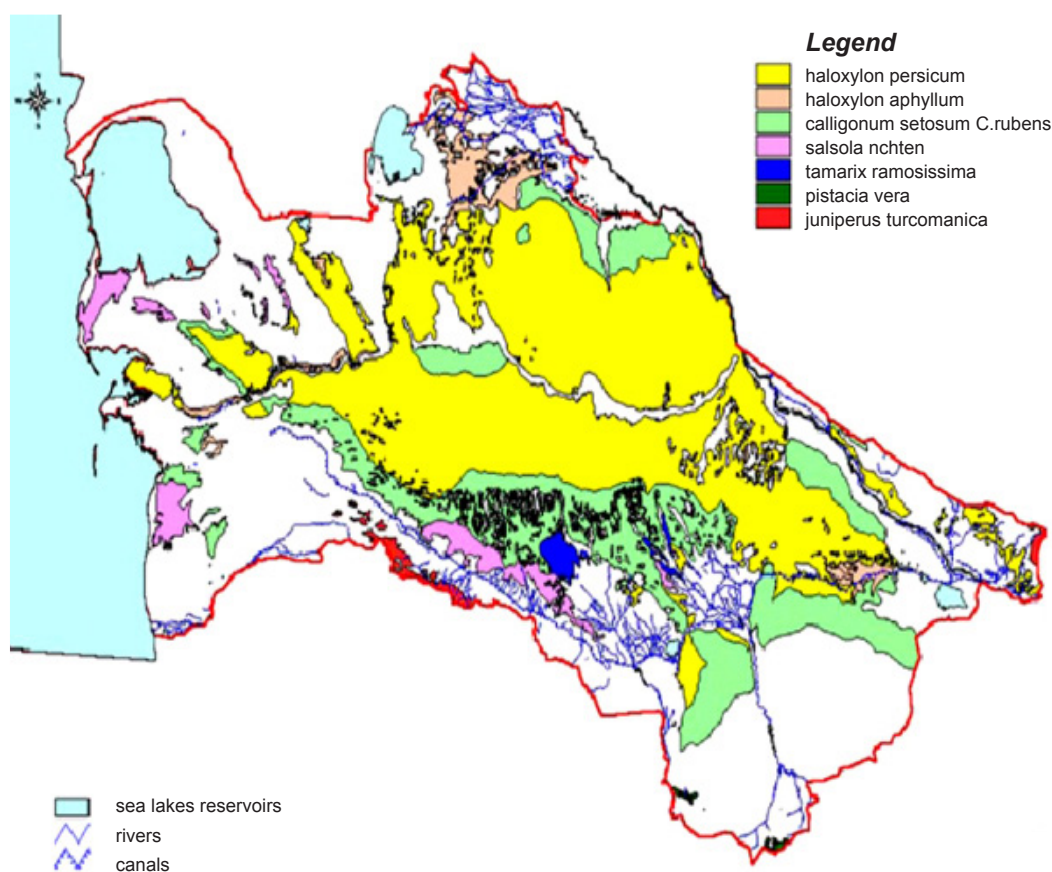 Legend
haloxylon persicum
haloxylon aphyllum
calligonum setosum C.rubens
salsola nchten
tamarix ramosissima
pistacia vera
juniperus turcomanica
N
W E
S
sea lakes reservoirs
rivers
canals